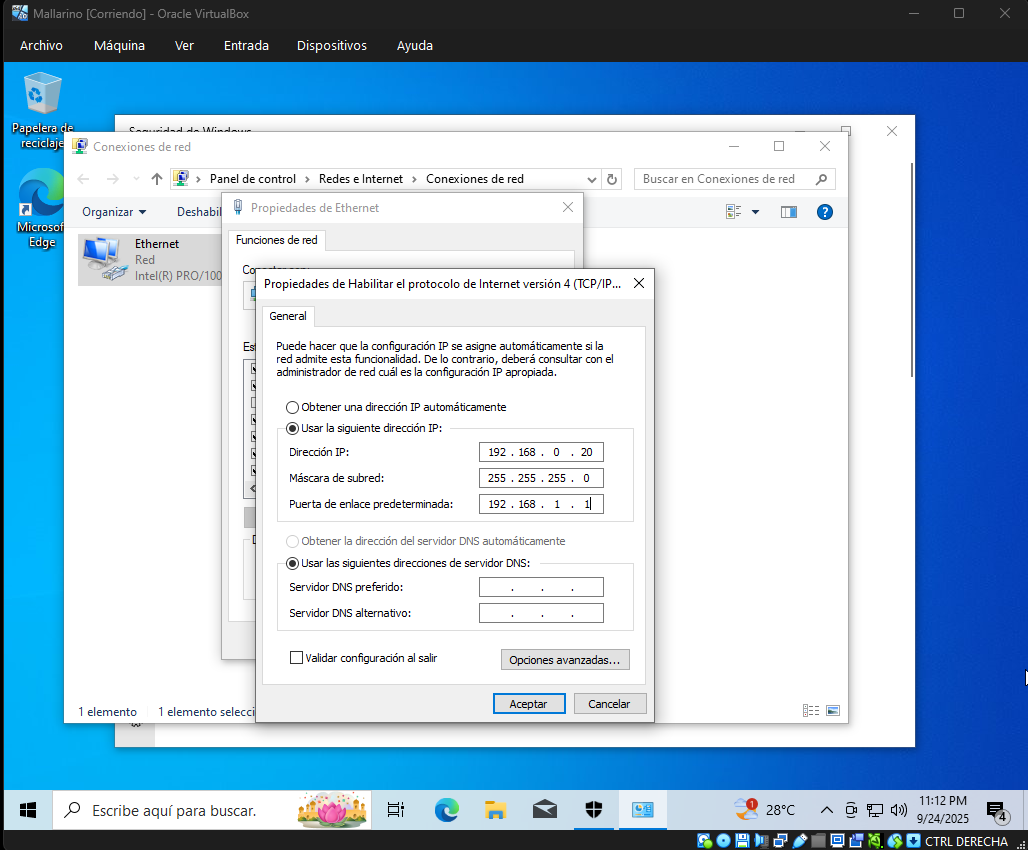 Mallarino [Corriendo] - Oracle VirtualBox
Archivo Máquina Ver Entrada Dispositivos Ayuda
Papelera de
reciclaje
Microsof
Edge
Seguridad de Windows
Conexiones de red
Panel de control > Redes e Internet > Conexiones de red
Buscar en Conexiones de red
Organizar
Deshabil
Ethernet
Red
Intel(R) PRO/100
Propiedades de Ethernet
Funciones de red
Propiedades de Habilitar el protocolo de Internet versión 4 (TCP/IP...
General
Puede hacer que la configuración IP se asigne automáticamente si la
red admite esta funcionalidad. De lo contrario, deberá consultar con el
administrador de red cuál es la configuración IP apropiada.
Obtener una dirección IP automáticamente
Usar la siguiente dirección IP:
Dirección IP: 192 . 168 . 0 . 20
Máscara de subred: 255 . 255 . 255 . 0
Puerta de enlace predeterminada: 192 . 168 . 1 . 1
Obtener la dirección del servidor DNS automáticamente
Usar las siguientes direcciones de servidor DNS:
Servidor DNS preferido: . . .
Servidor DNS alternativo: . . .
Validar configuración al salir
Opciones avanzadas...
Aceptar Cancelar
1 elemento 1 elemento selecci
Escribe aquí para buscar.
1
28°C
11:12 PM
9/24/2025
4
CTRL DERECHA